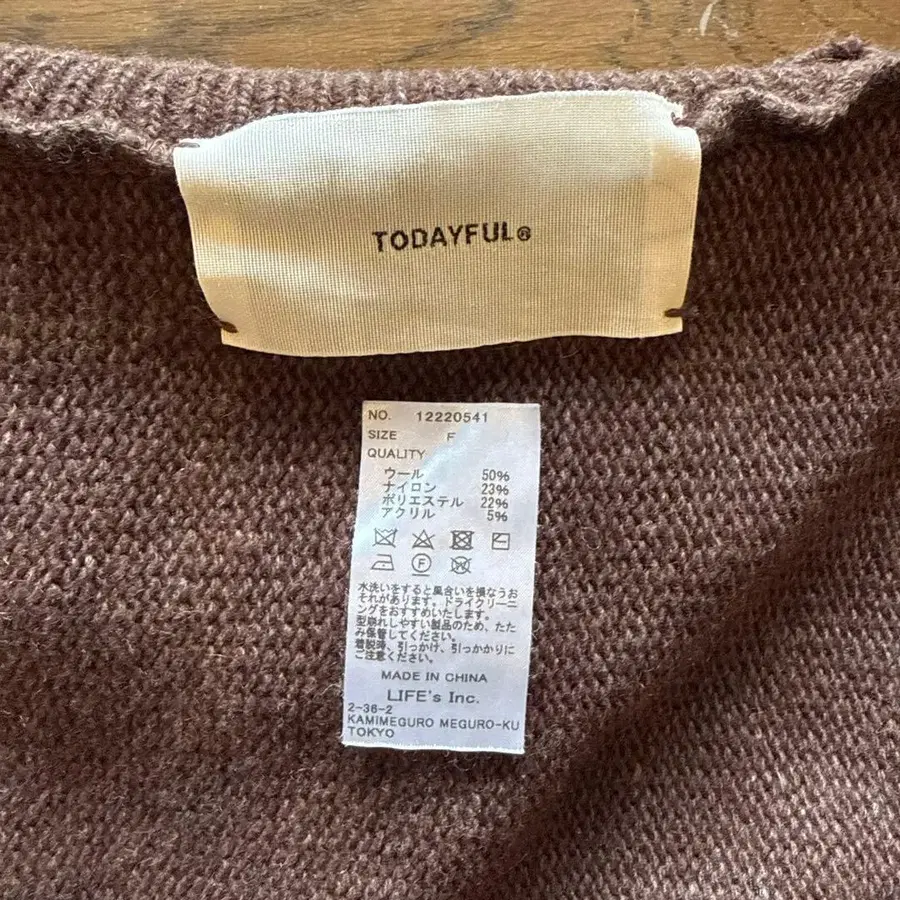 TODAYFUL®
NO. 12220541
SIZE F
QUALITY
ウール 50%
ナイロン 23%
ポリエステル 22%
アクリル 5%
F
W
水洗いをすると風合いを損なうお
それがあります。ドライクリーニ
ングをおすすめいたします。
型崩れしやすい製品のため、たた
み保管してください。
着脱時、引っかけ、引っかかりに
ご注意ください。
MADE IN CHINA
LIFE's Inc.
2-36-2
KAMIMEGURO MEGURO-KU
TOKYO